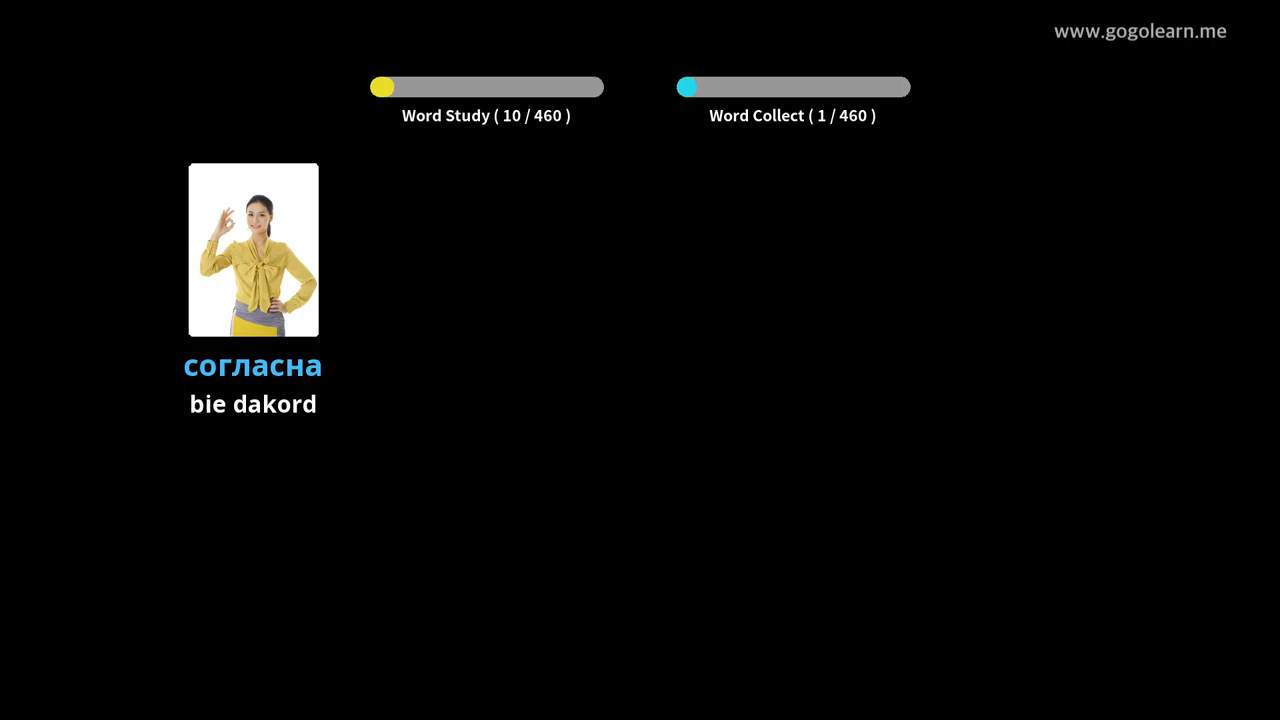 www.gogolearn.me
Word Study ( 10 / 460 )
Word Collect ( 1 / 460 )
согласна
bie dakord